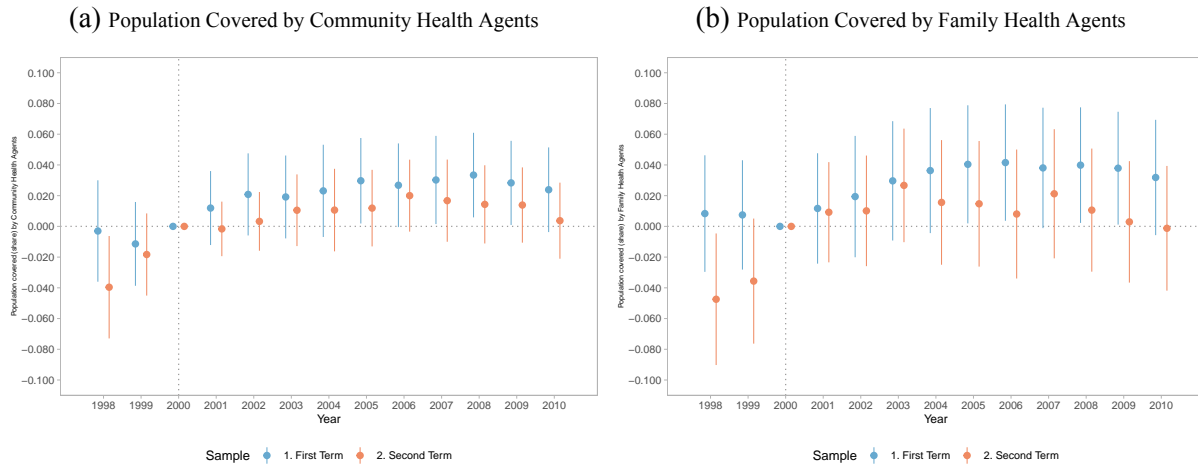 (a) Population Covered by Community Health Agents
Population covered (share) by Community Health Agents
0.100
0.080
0.060
0.040
0.020
0.000
−0.020
−0.040
−0.060
−0.080
−0.100
1998 1999 2000 2001 2002 2003 2004 2005 2006 2007 2008 2009 2010
Year
Sample 1. First Term 2. Second Term
(b) Population Covered by Family Health Agents
Population covered (share) by Family Health Agents
0.100
0.080
0.060
0.040
0.020
0.000
−0.020
−0.040
−0.060
−0.080
−0.100
1998 1999 2000 2001 2002 2003 2004 2005 2006 2007 2008 2009 2010
Year
Sample 1. First Term 2. Second Term